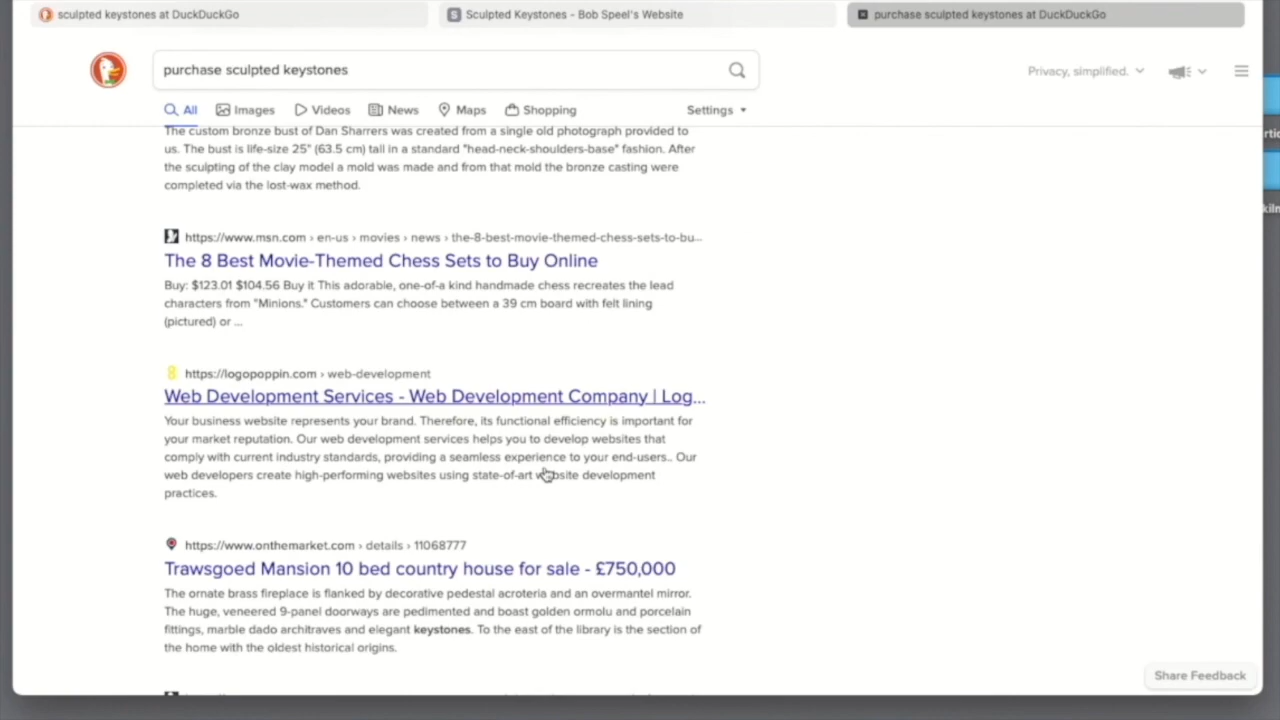 sculpted keystones at DuckDuckGo
Sculpted Keystones - Bob Speel's Website
purchase sculpted keystones at DuckDuckGo
purchase sculpted keystones
Privacy, simplified.
All Images Videos News Maps Shopping Settings
The custom bronze bust of Dan Sharrers was created from a single old photograph provided to
us. The bust is life-size 25" (63.5 cm) tall in a standard "head-neck-shoulders-base" fashion. After
the sculpting of the clay model a mold was made and from that mold the bronze casting were
completed via the lost-wax method.
https://www.msn.com › en-us › movies › news › the-8-best-movie-themed-chess-sets-to-bu...
The 8 Best Movie-Themed Chess Sets to Buy Online
Buy: $123.01 $104.56 Buy it This adorable, one-of-a kind handmade chess recreates the lead
characters from "Minions." Customers can choose between a 39 cm board with felt lining
(pictured) or ...
https://logopoppin.com › web-development
Web Development Services - Web Development Company | Log...
Your business website represents your brand. Therefore, its functional efficiency is important for
your market reputation. Our web development services helps you to develop websites that
comply with current industry standards, providing a seamless experience to your end-users.. Our
web developers create high-performing websites using state-of-art website development
practices.
https://www.onthemarket.com › details › 11068777
Trawsgoed Mansion 10 bed country house for sale - £750,000
The ornate brass fireplace is flanked by decorative pedestal acroteria and an overmantel mirror.
The huge, veneered 9-panel doorways are pedimented and boast golden ormolu and porcelain
fittings, marble dado architraves and elegant keystones. To the east of the library is the section of
the home with the oldest historical origins.
Share Feedback